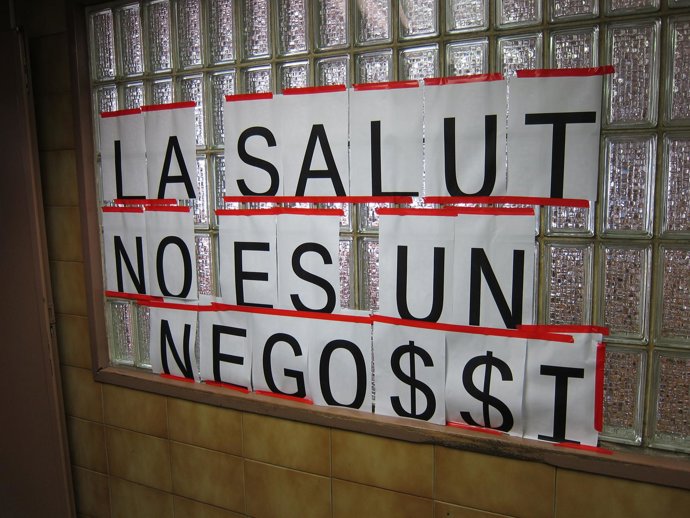 LA SALUT
NO ES UN
NEGO$$I